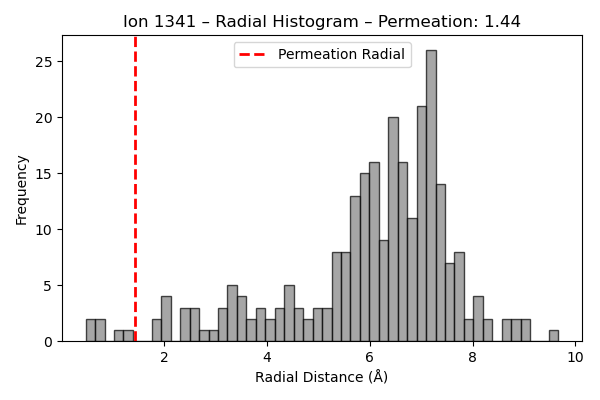 Ion 1341 – Radial Histogram – Permeation: 1.44
Permeation Radial
Frequency
25
20
15
10
5
0
2
4
6
8
10
Radial Distance (Å)